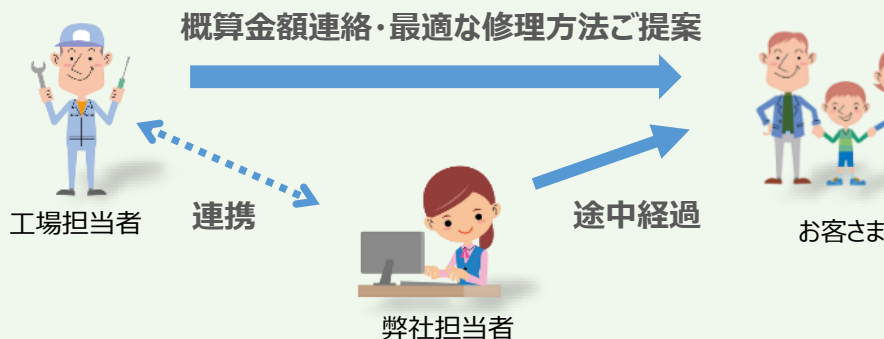 概算金額連絡･最適な修理方法ご提案
工場担当者
連携
途中経過
お客さま
弊社担当者